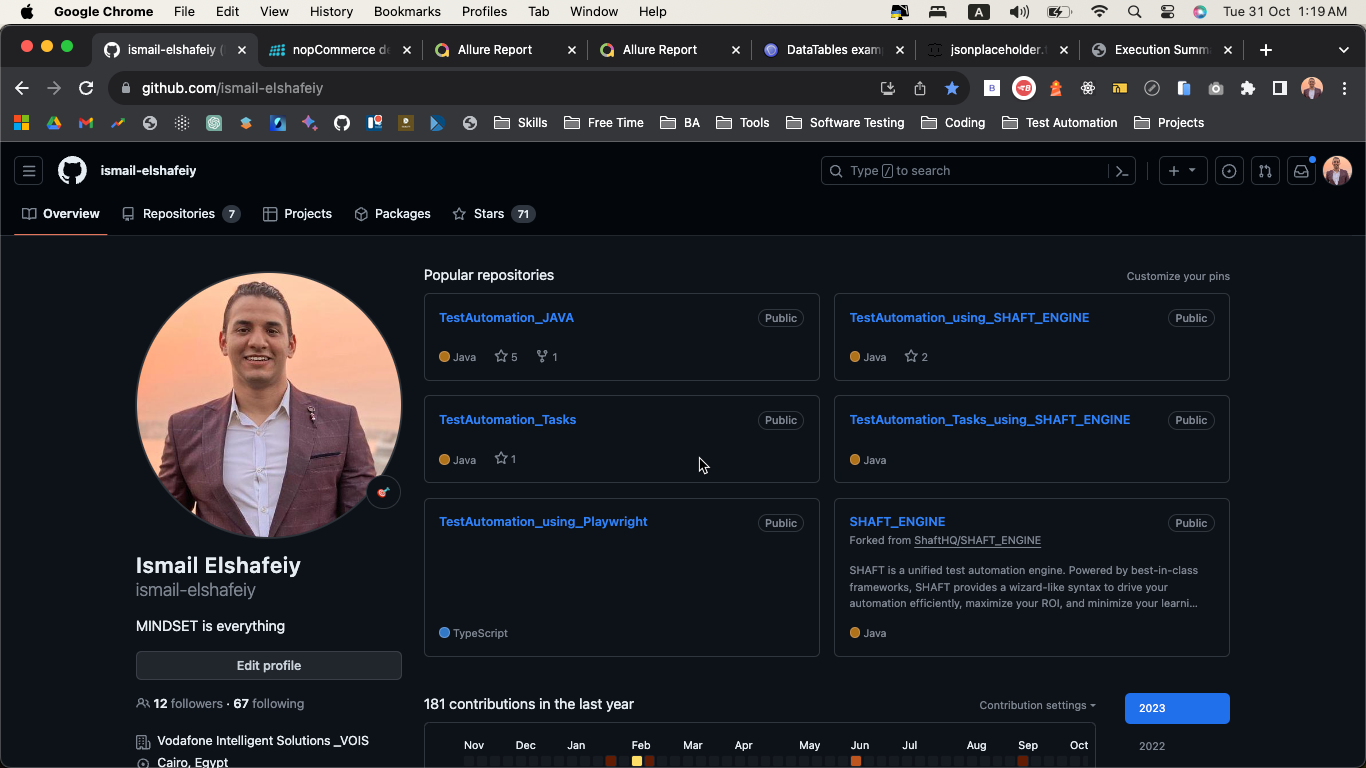 Google Chrome File Edit View History Bookmarks Profiles Tab Window Help A Tue 31 Oct 1:19 AM
ismail-elshafeiy ( nopCommerce de Allure Report Allure Report DataTables exam jsonplaceholder. Execution Summ
github.com/ismail-elshafeiy
Skills Free Time BA Tools Software Testing Coding Test Automation Projects
ismail-elshafeiy Type / to search
Overview Repositories 7 Projects Packages Stars 71
Popular repositories Customize your pins
TestAutomation_JAVA Public
Java 5 1
TestAutomation_using_SHAFT_ENGINE Public
Java 2
TestAutomation_Tasks Public
Java 1
TestAutomation_Tasks_using_SHAFT_ENGINE Public
Java
TestAutomation_using_Playwright Public
TypeScript
SHAFT_ENGINE Public
Forked from ShaftHQ/SHAFT_ENGINE
SHAFT is a unified test automation engine. Powered by best-in-class
frameworks, SHAFT provides a wizard-like syntax to drive your
automation efficiently, maximize your ROI, and minimize your learni...
Java
Ismail Elshafeiy
ismail-elshafeiy
MINDSET is everything
Edit profile
12 followers · 67 following
Vodafone Intelligent Solutions _VOIS
Cairo, Egypt
181 contributions in the last year Contribution settings
2023
2022
Nov Dec Jan Feb Mar Apr May Jun Jul Aug Sep Oct